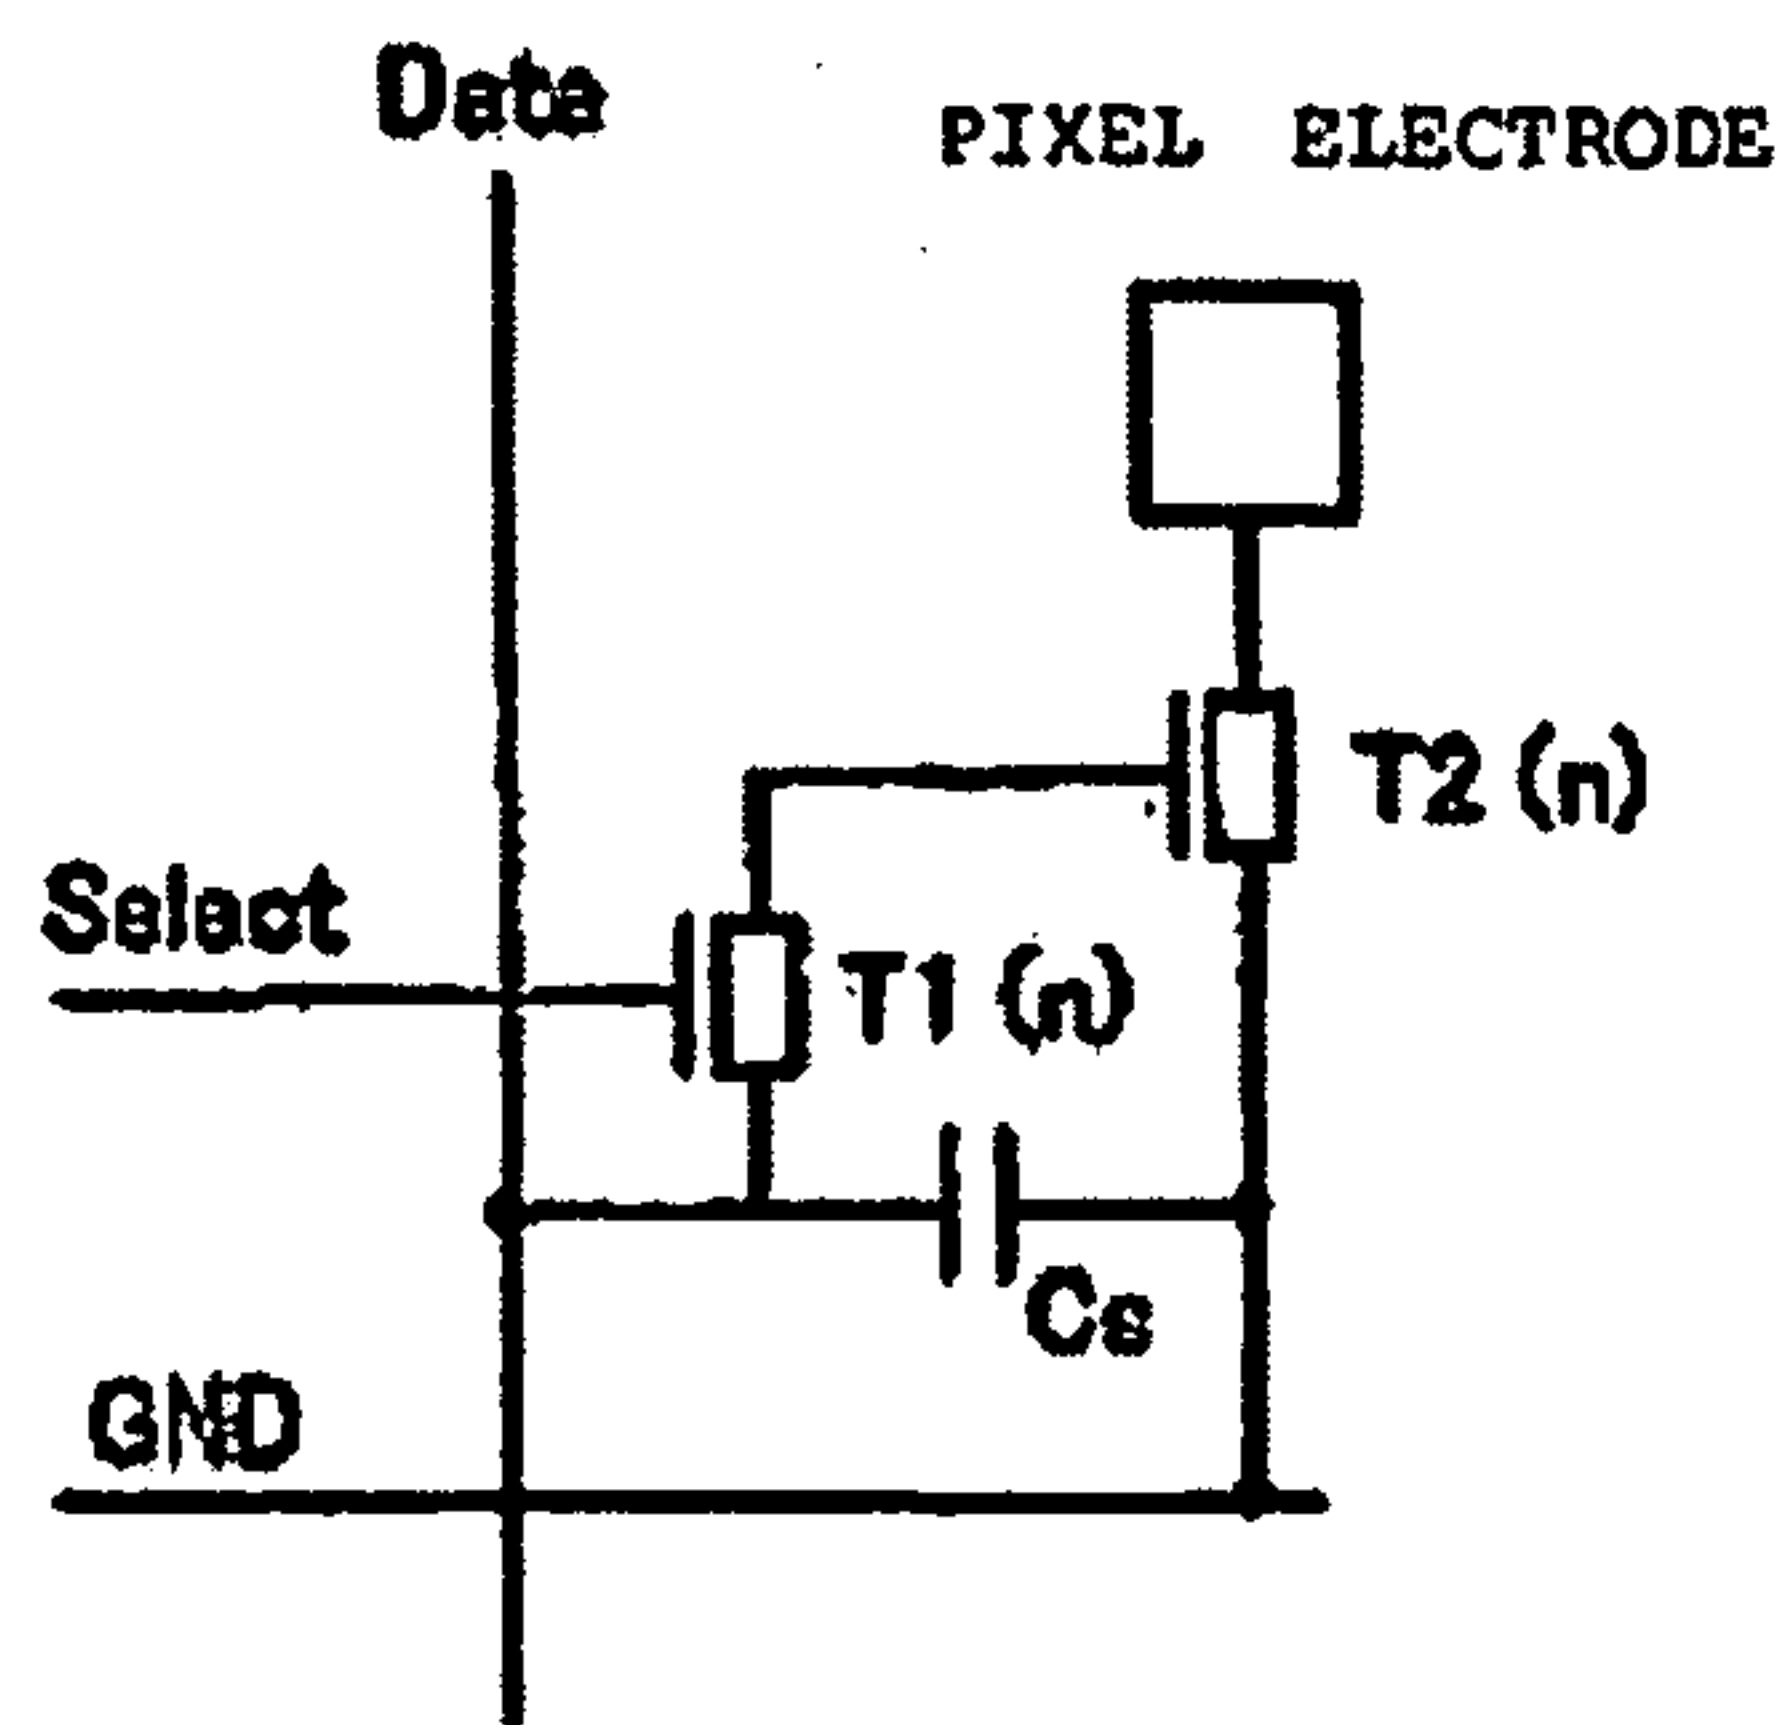 Data
PIXEL ELECTRODE
T2 (n)
Select
T1 (n)
Cs
GND